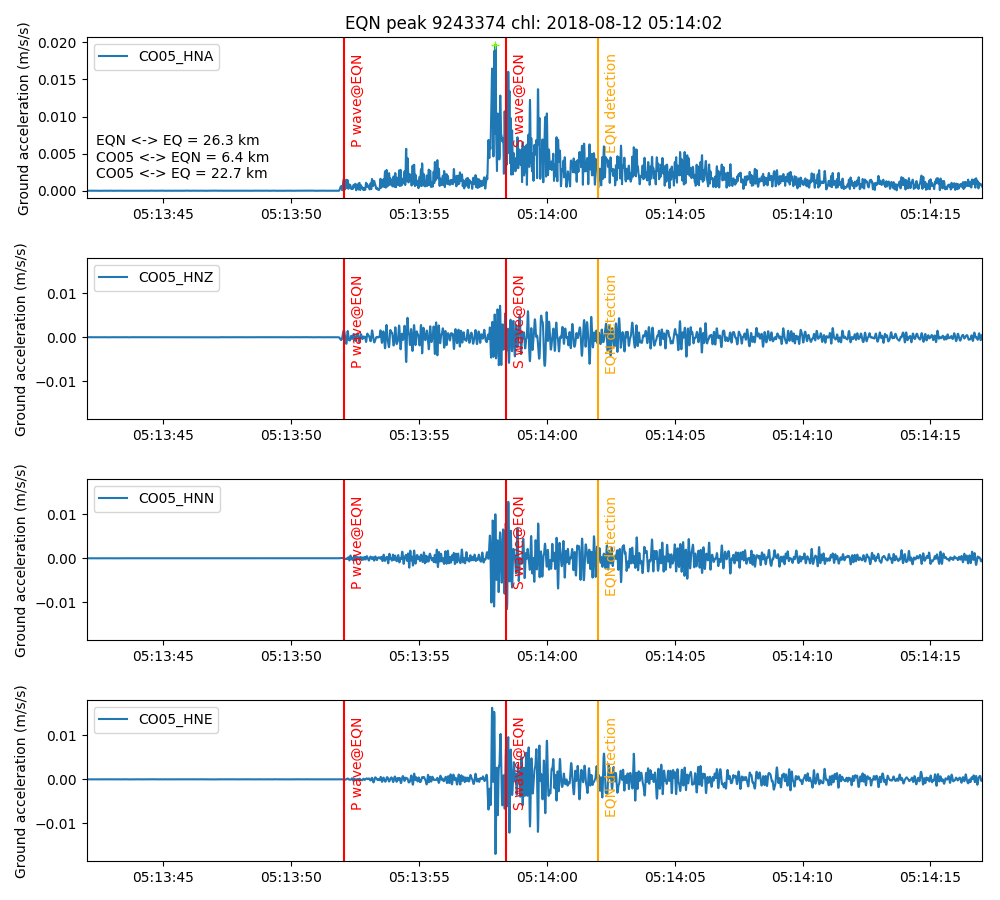 EQN peak 9243374 chl: 2018-08-12 05:14:02
Ground acceleration (m/s/s)
0.020
0.015
0.010
0.005
0.000
CO05_HNA
EQN <-> EQ = 26.3 km
CO05 <-> EQN = 6.4 km
CO05 <-> EQ = 22.7 km
P wave@EQN
S wave@EQN
EQN detection
05:13:45 05:13:50 05:13:55 05:14:00 05:14:05 05:14:10 05:14:15
Ground acceleration (m/s/s)
0.01
0.00
−0.01
CO05_HNZ
P wave@EQN
S wave@EQN
EQN detection
05:13:45 05:13:50 05:13:55 05:14:00 05:14:05 05:14:10 05:14:15
Ground acceleration (m/s/s)
0.01
0.00
−0.01
CO05_HNN
P wave@EQN
S wave@EQN
EQN detection
05:13:45 05:13:50 05:13:55 05:14:00 05:14:05 05:14:10 05:14:15
Ground acceleration (m/s/s)
0.01
0.00
−0.01
CO05_HNE
P wave@EQN
S wave@EQN
EQN detection
05:13:45 05:13:50 05:13:55 05:14:00 05:14:05 05:14:10 05:14:15